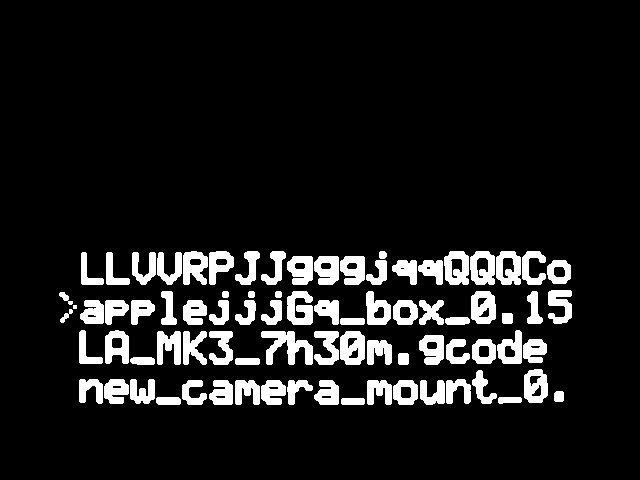 LLVVRPJJgggjqqQQQCo
>applejjjGq_box_0.15
LA_MK3_7h30m.gcode
new_camera_mount_0.